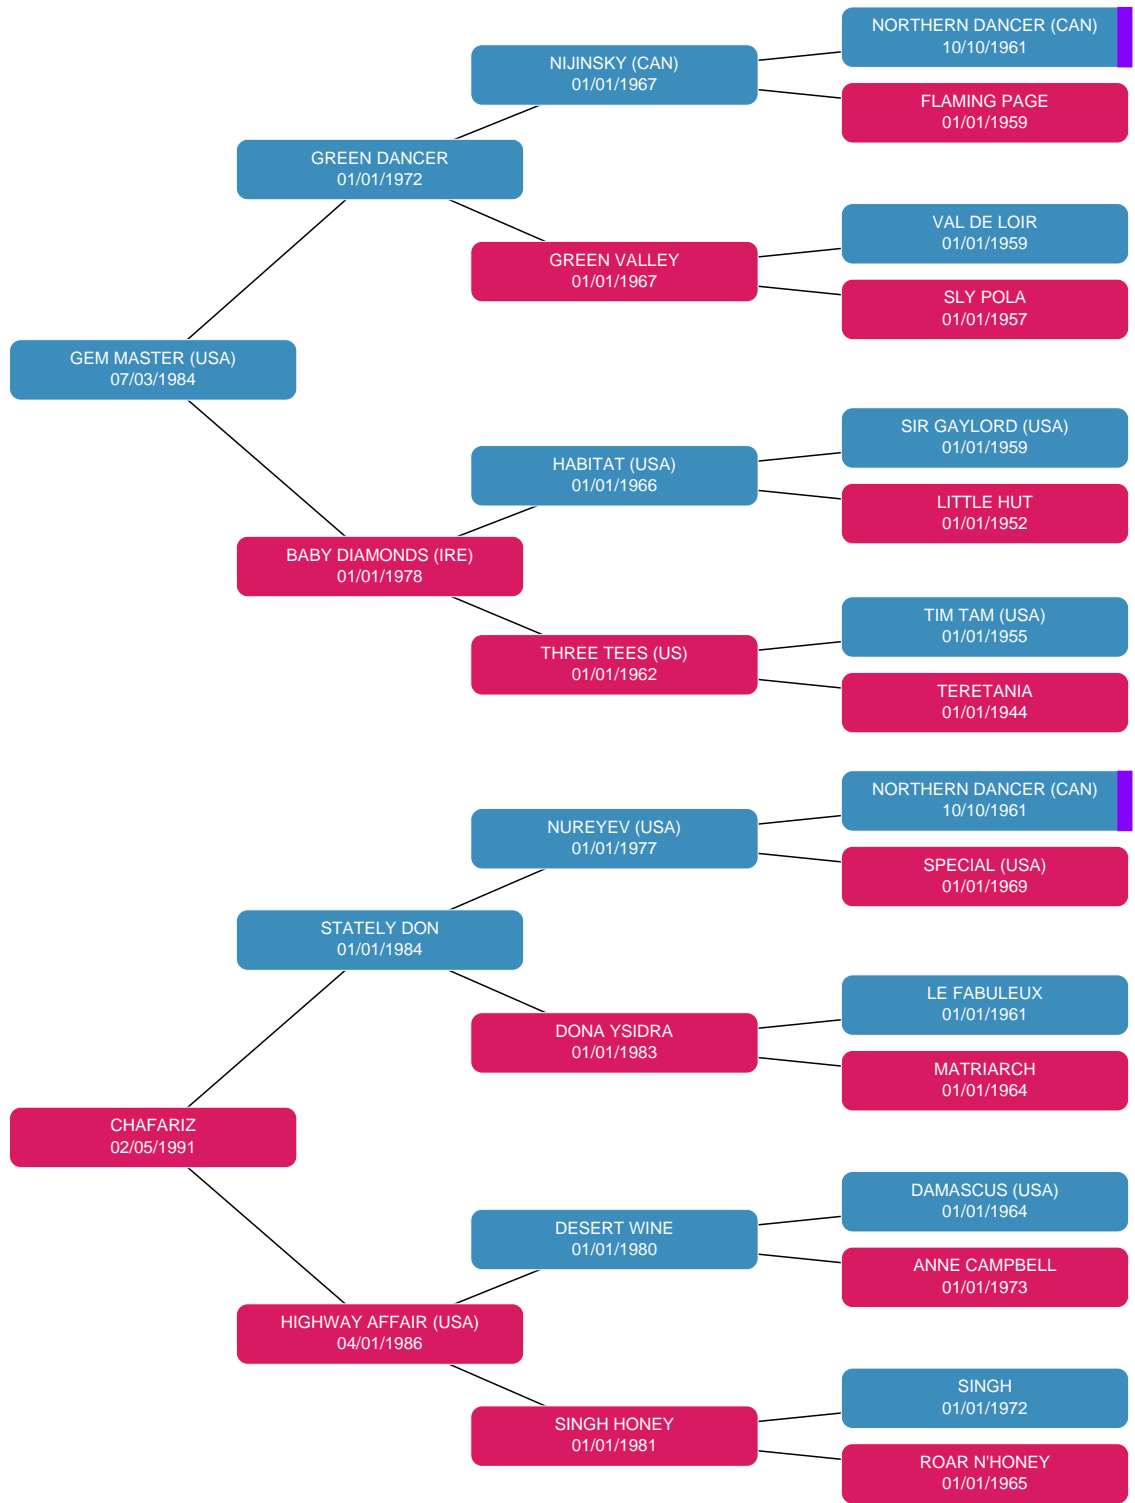 NORTHERN DANCER (CAN)
10/10/1961
NIJINSKY (CAN)
01/01/1967
FLAMING PAGE
01/01/1959
GREEN DANCER
01/01/1972
VAL DE LOIR
01/01/1959
GREEN VALLEY
01/01/1967
SLY POLA
01/01/1957
GEM MASTER (USA)
07/03/1984
SIR GAYLORD (USA)
01/01/1959
HABITAT (USA)
01/01/1966
LITTLE HUT
01/01/1952
BABY DIAMONDS (IRE)
01/01/1978
TIM TAM (USA)
01/01/1955
THREE TEES (US)
01/01/1962
TERETANIA
01/01/1944
NORTHERN DANCER (CAN)
10/10/1961
NUREYEV (USA)
01/01/1977
SPECIAL (USA)
01/01/1969
STATELY DON
01/01/1984
LE FABULEUX
01/01/1961
DONA YSIDRA
01/01/1983
MATRIARCH
01/01/1964
CHAFARIZ
02/05/1991
DAMASCUS (USA)
01/01/1964
DESERT WINE
01/01/1980
ANNE CAMPBELL
01/01/1973
HIGHWAY AFFAIR (USA)
04/01/1986
SINGH
01/01/1972
SINGH HONEY
01/01/1981
ROAR N'HONEY
01/01/1965